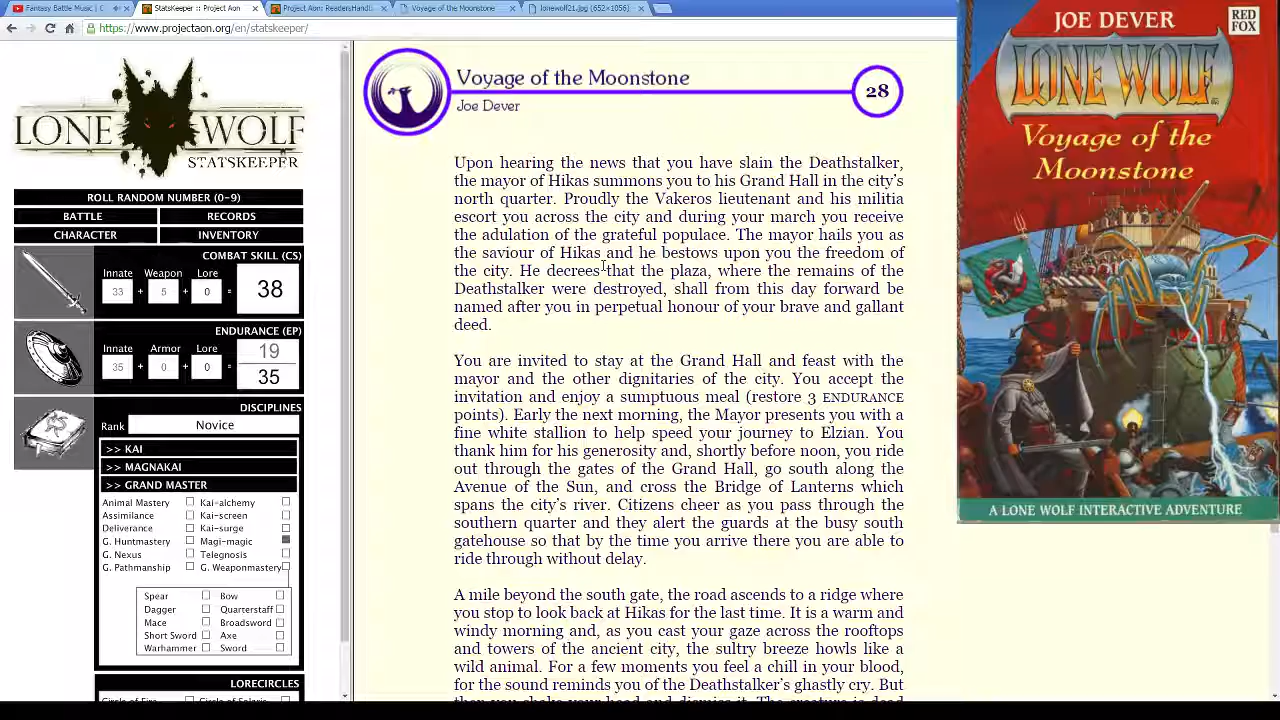 Fantasy Battle Music | C
StatsKeeper :: Project Aon
Project Aon: ReadersHandb
Voyage of the Moonstone
lonewolf21.jpg (652×1056)
https://www.projectaon.org/en/statskeeper/
LONE WOLF
STATSKEEPER
ROLL RANDOM NUMBER (0-9)
BATTLE RECORDS
CHARACTER INVENTORY
COMBAT SKILL (CS)
Innate Weapon Lore
33 + 5 + 0 = 38
ENDURANCE (EP)
Innate Armor Lore
35 + 0 + 0 = 19
35
DISCIPLINES
Rank Novice
>> KAI
>> MAGNAKAI
>> GRAND MASTER
Animal Mastery Kai-alchemy
Assimilance Kai-screen
Deliverance Kai-surge
G. Huntmastery Magi-magic
G. Nexus Telegnosis
G. Pathmanship G. Weaponmastery
Spear Bow
Dagger Quarterstaff
Mace Broadsword
Short Sword Axe
Warhammer Sword
LORECIRCLES
Circle of Fire Circle of Solaris
Voyage of the Moonstone
Joe Dever
28
Upon hearing the news that you have slain the Deathstalker,
the mayor of Hikas summons you to his Grand Hall in the city’s
north quarter. Proudly the Vakeros lieutenant and his militia
escort you across the city and during your march you receive
the adulation of the grateful populace. The mayor hails you as
the saviour of Hikas and he bestows upon you the freedom of
the city. He decrees that the plaza, where the remains of the
Deathstalker were destroyed, shall from this day forward be
named after you in perpetual honour of your brave and gallant
deed.
You are invited to stay at the Grand Hall and feast with the
mayor and the other dignitaries of the city. You accept the
invitation and enjoy a sumptuous meal (restore 3 ENDURANCE
points). Early the next morning, the Mayor presents you with a
fine white stallion to help speed your journey to Elzian. You
thank him for his generosity and, shortly before noon, you ride
out through the gates of the Grand Hall, go south along the
Avenue of the Sun, and cross the Bridge of Lanterns which
spans the city’s river. Citizens cheer as you pass through the
southern quarter and they alert the guards at the busy south
gatehouse so that by the time you arrive there you are able to
ride through without delay.
A mile beyond the south gate, the road ascends to a ridge where
you stop to look back at Hikas for the last time. It is a warm and
windy morning and, as you cast your gaze across the rooftops
and towers of the ancient city, the sultry breeze howls like a
wild animal. For a few moments you feel a chill in your blood,
for the sound reminds you of the Deathstalker’s ghastly cry. But
then you shake your head and dismiss it. The creature is dead
JOE DEVER
RED
FOX
LONE WOLF
Voyage of the
Moonstone
A LONE WOLF INTERACTIVE ADVENTURE